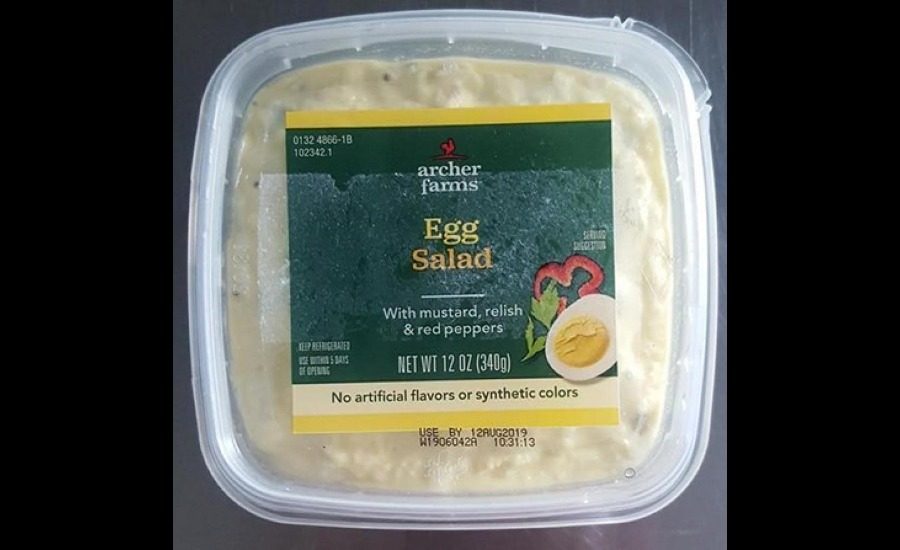 0132 4866-1B
102342.1
archer
farms
Egg
Salad
SERVING
SUGGESTION
With mustard, relish
& red peppers
KEEP REFRIGERATED
USE WITHIN 5 DAYS
OF OPENING
NET WT 12 OZ (340g)
No artificial flavors or synthetic colors
USE BY 12AUG2019
W1906042A 10:31:13